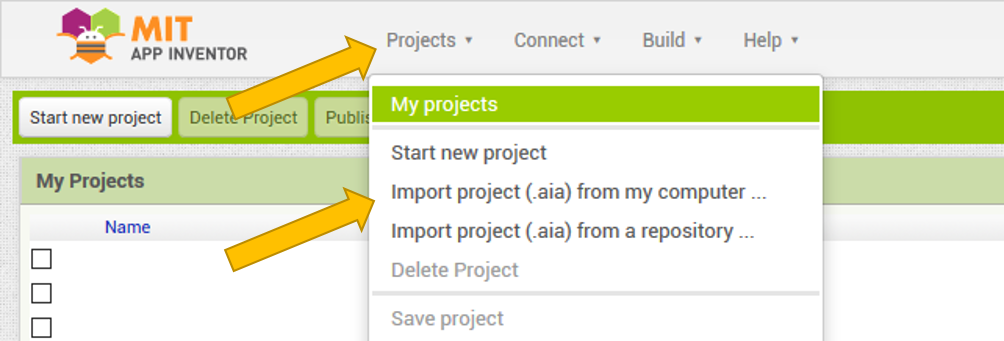 MIT
APP INVENTOR
Projects Connect Build Help
Start new project Delete Project Publis
My projects
Start new project
My Projects
Import project (.aia) from my computer ...
Name
Import project (.aia) from a repository ...
Delete Project
Save project